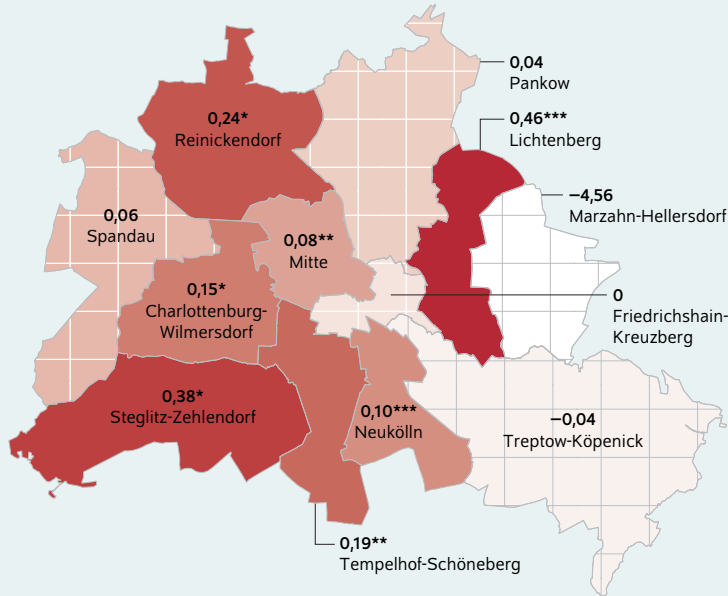 0,04
Pankow
0,46***
Lichtenberg
0,24*
Reinickendorf
–4,56
Marzahn-Hellersdorf
0,06
Spandau
0,08**
Mitte
0,15*
Charlottenburg-
Wilmersdorf
0
Friedrichshain-
Kreuzberg
0,38*
Steglitz-Zehlendorf
0,10***
Neukölln
–0,04
Treptow-Köpenick
0,19**
Tempelhof-Schöneberg